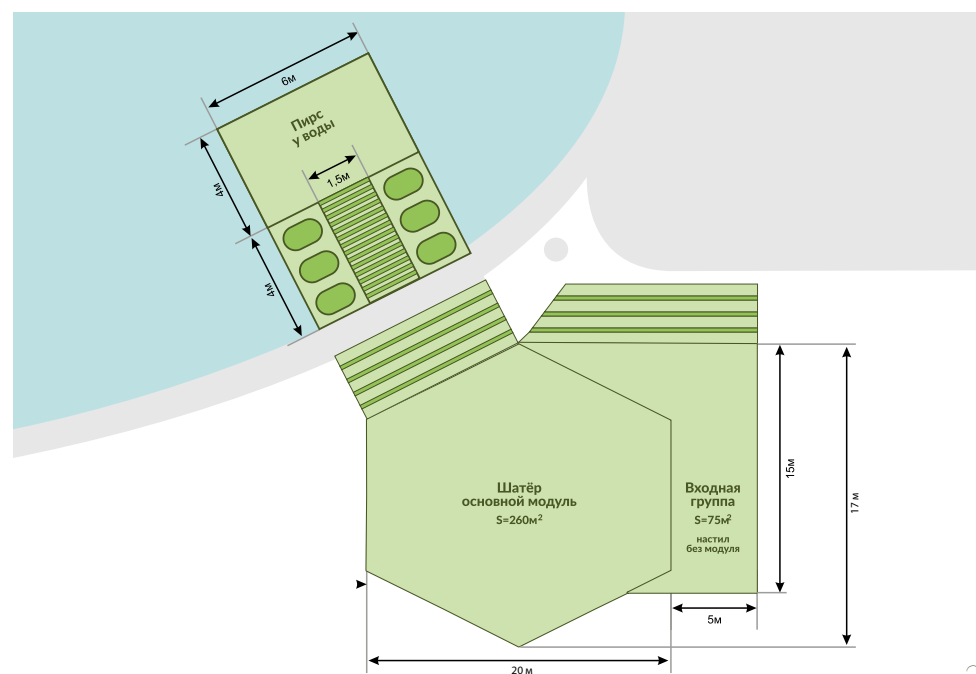 6м
Пирс
у воды
4м
1,5м
4м
Шатёр
основной модуль
S=260м²
Входная
группа
S=75м²
настил
без модуля
15м
17 м
5м
20 м